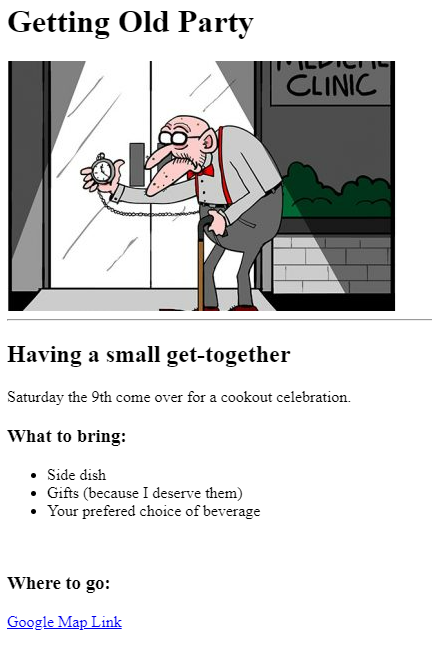 Getting Old Party
CLINIC
Having a small get-together
Saturday the 9th come over for a cookout celebration.
What to bring:
Side dish
Gifts (because I deserve them)
Your prefered choice of beverage
Where to go:
Google Map Link